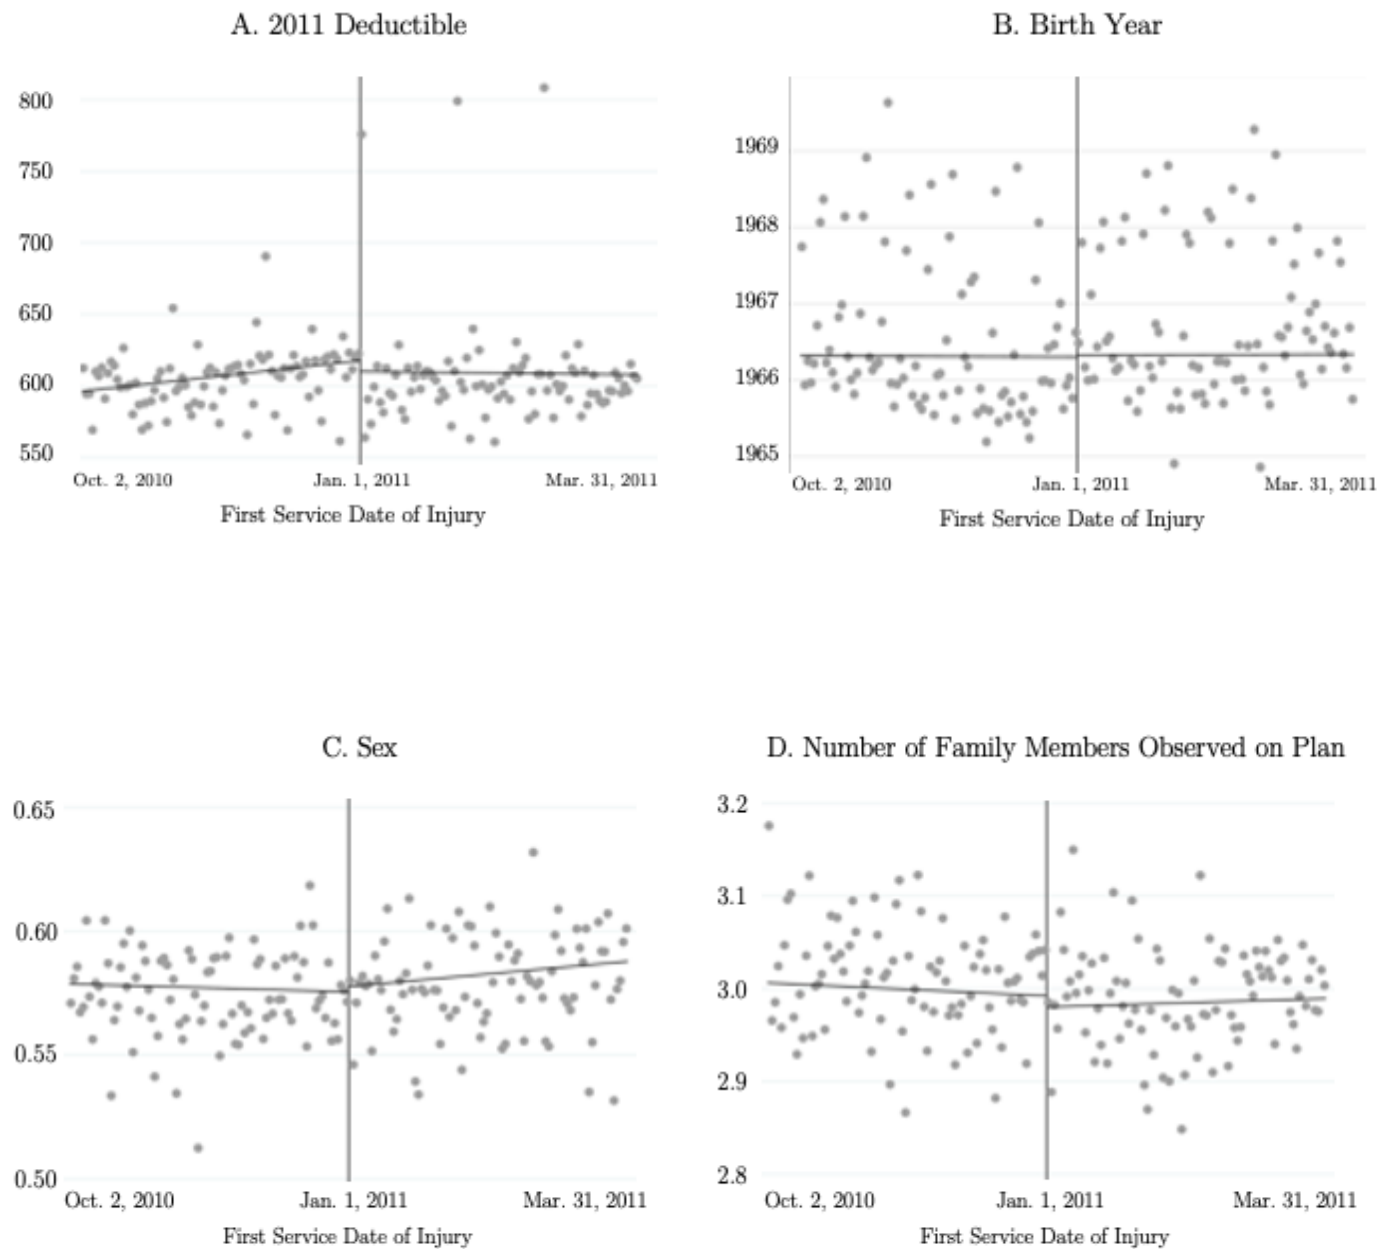 A. 2011 Deductible
800
750
700
650
600
550
Oct. 2, 2010 Jan. 1, 2011 Mar. 31, 2011
First Service Date of Injury
B. Birth Year
1969
1968
1967
1966
1965
Oct. 2, 2010 Jan. 1, 2011 Mar. 31, 2011
First Service Date of Injury
C. Sex
0.65
0.60
0.55
0.50
Oct. 2, 2010 Jan. 1, 2011 Mar. 31, 2011
First Service Date of Injury
D. Number of Family Members Observed on Plan
3.2
3.1
3.0
2.9
2.8
Oct. 2, 2010 Jan. 1, 2011 Mar. 31, 2011
First Service Date of Injury